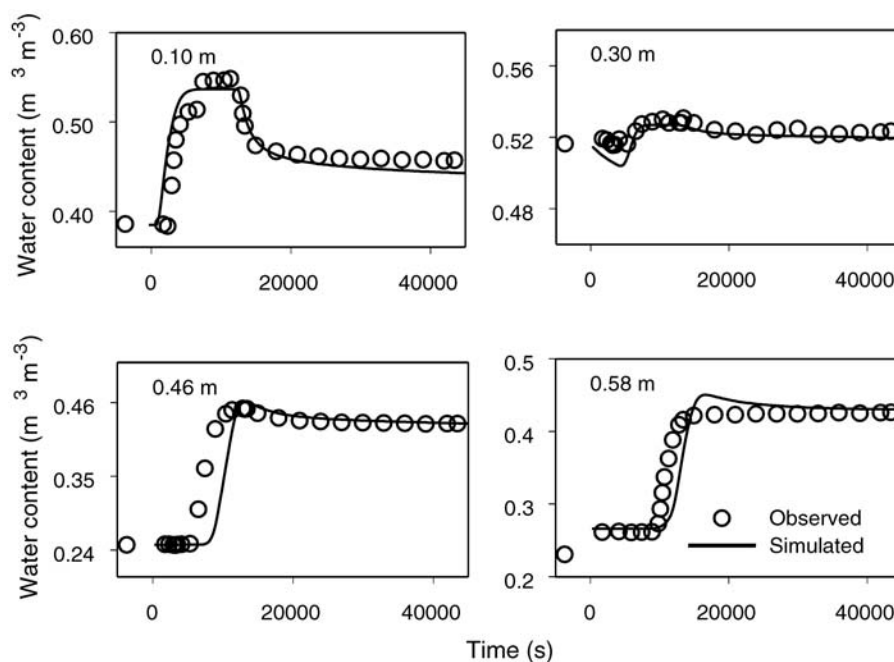 Water content (m 3 m-3)
0.60
0.50
0.40
0.10 m
0
20000
40000
0.56
0.52
0.48
0.30 m
0
20000
40000
Water content (m 3 m-3)
0.46
0.35
0.24
0.46 m
0
20000
40000
0.5
0.4
0.3
0.2
0.58 m
Observed
Simulated
0
20000
40000
Time (s)